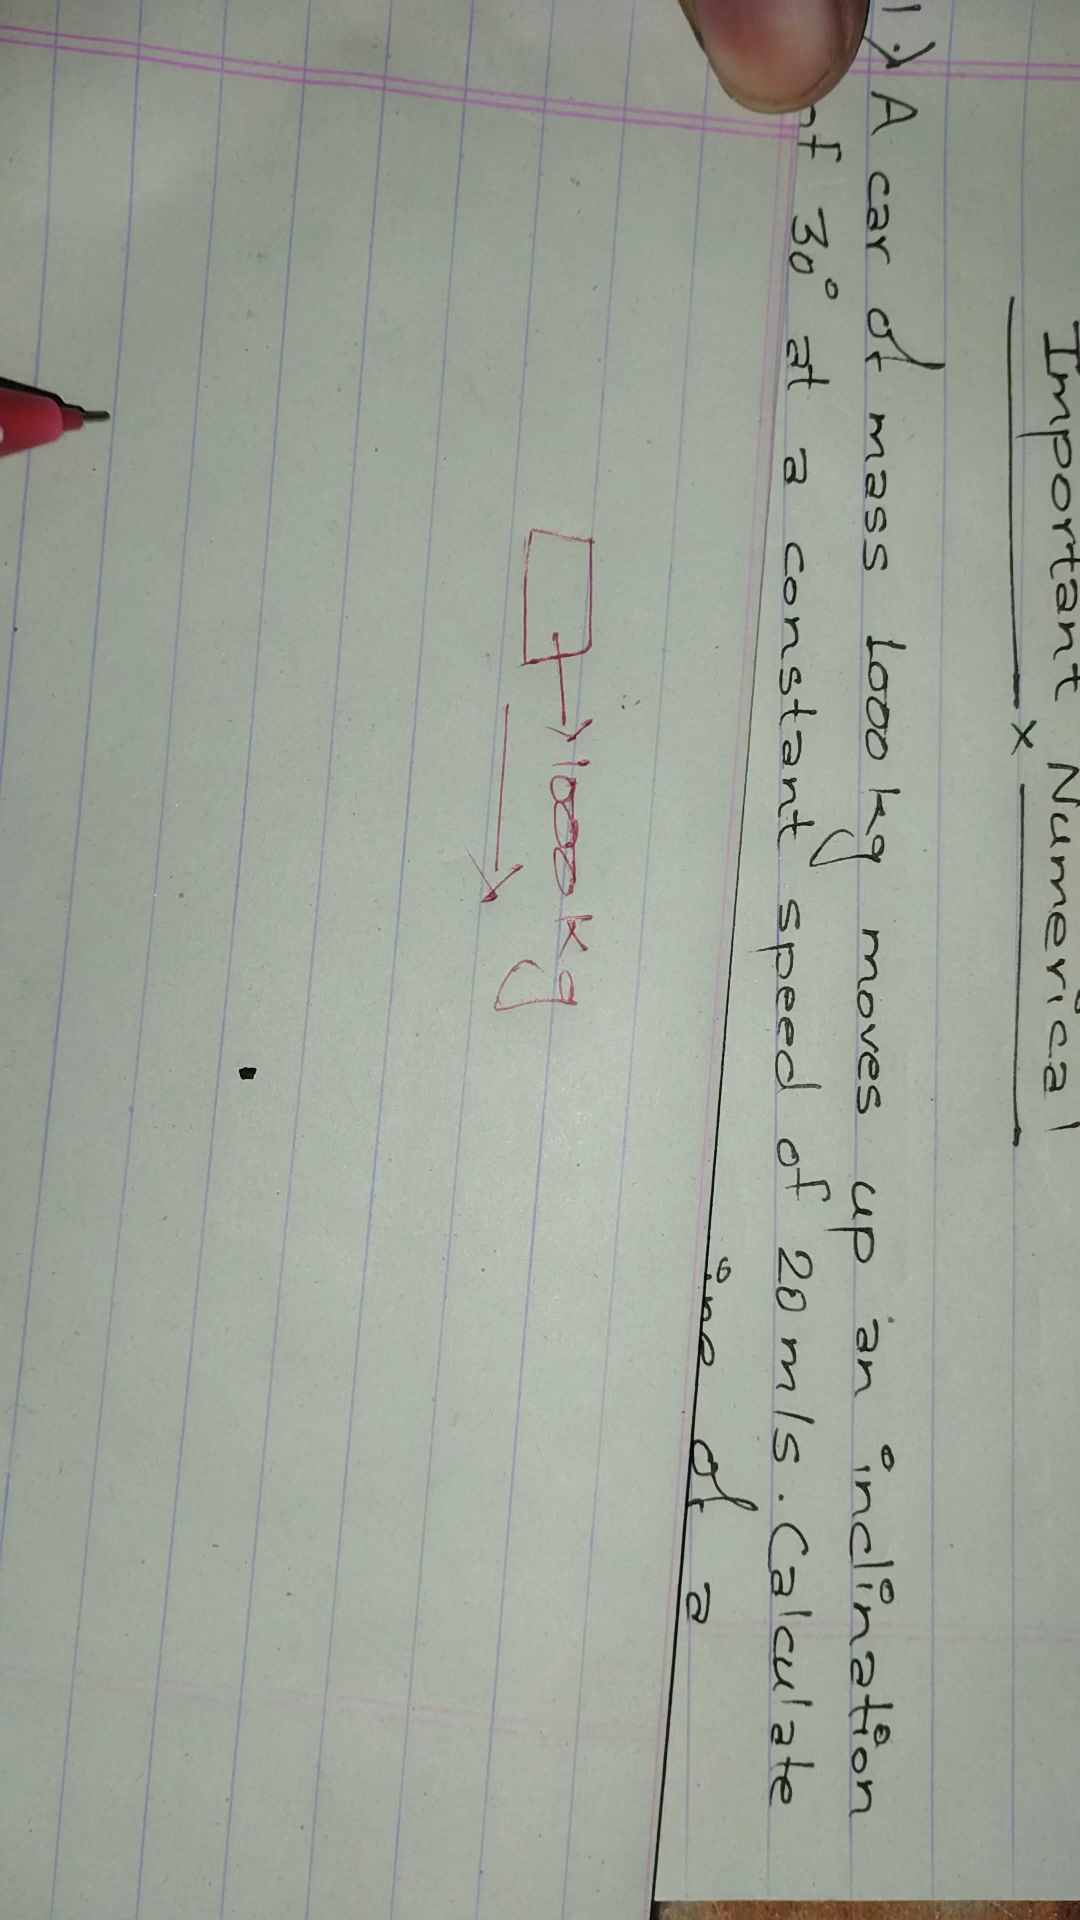 Important Numerical
x
1.) A car of mass 1000 kg moves up an inclination
of 30° at a constant speed of 20 m/s. Calculate
of a
1000 kg